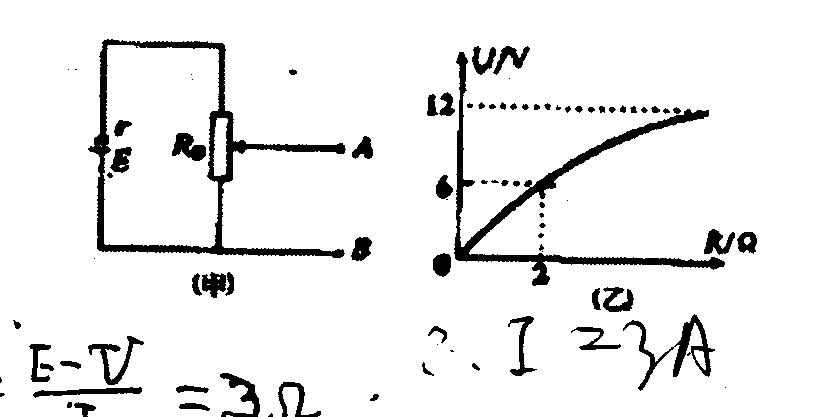 U/V
12
r
E
R₀
A
6
B
R/Ω
0
2
(甲)
(乙)
∴ I = 3A
= E-U/I = 3Ω